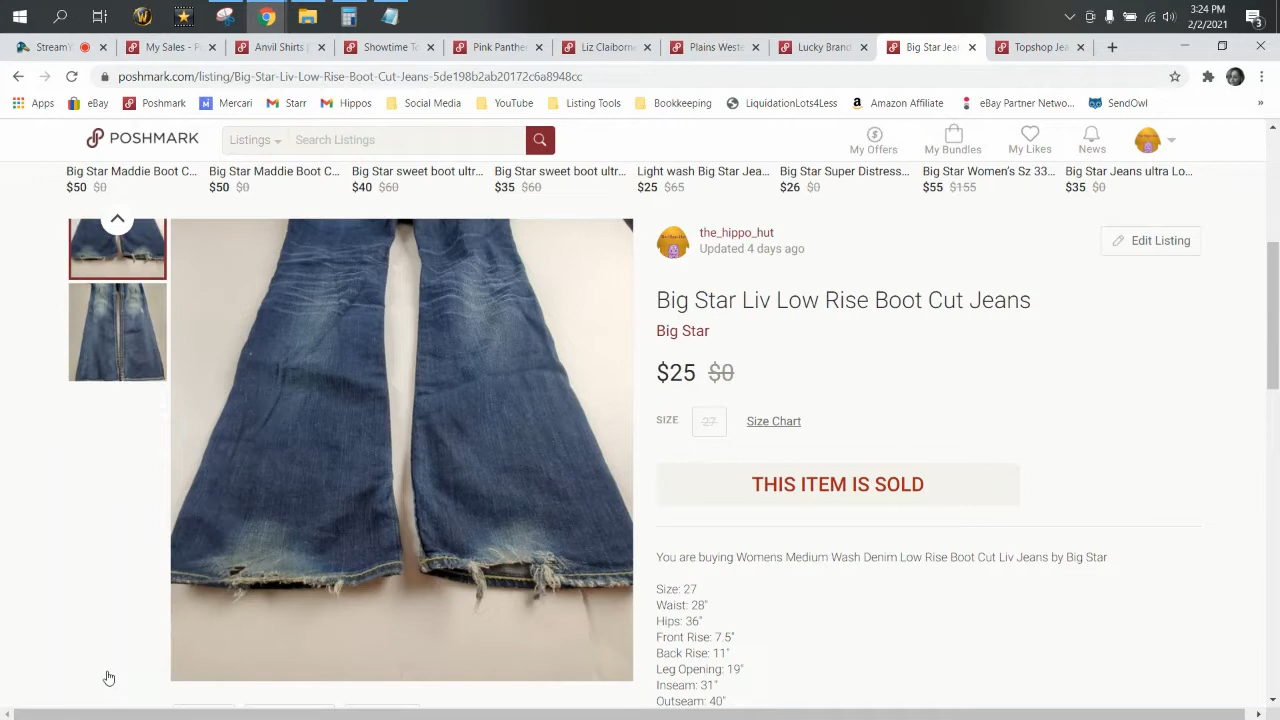 3:24 PM
2/2/2021
3
StreamY
My Sales - P
Anvil Shirts
Showtime To
Pink Panthe
Liz Claiborne
Plains Weste
Lucky Brand
Big Star Jea
Topshop Jea
poshmark.com/listing/Big-Star-Liv-Low-Rise-Boot-Cut-Jeans-5de198b2ab20172c6a8948cc
Apps
eBay
Poshmark
Mercari
Starr
Hippos
Social Media
YouTube
Listing Tools
Bookkeeping
LiquidationLots4Less
Amazon Affiliate
eBay Partner Netwo...
SendOwl
»
POSHMARK
Listings
Search Listings
My Offers
My Bundles
My Likes
News
Big Star Maddie Boot C...
$50 $0
Big Star Maddie Boot C...
$50 $0
Big Star sweet boot ultr...
$40 $60
Big Star sweet boot ultr...
$35 $60
Light wash Big Star Jea...
$25 $65
Big Star Super Distress...
$26 $0
Big Star Women's Sz 33...
$55 $155
Big Star Jeans ultra Lo...
$35 $0
the_hippo_hut
Updated 4 days ago
Edit Listing
Big Star Liv Low Rise Boot Cut Jeans
Big Star
$25 $0
SIZE 27 Size Chart
THIS ITEM IS SOLD
You are buying Womens Medium Wash Denim Low Rise Boot Cut Liv Jeans by Big Star
Size: 27
Waist: 28"
Hips: 36"
Front Rise: 7.5"
Back Rise: 11"
Leg Opening: 19"
Inseam: 31"
Outseam: 40"